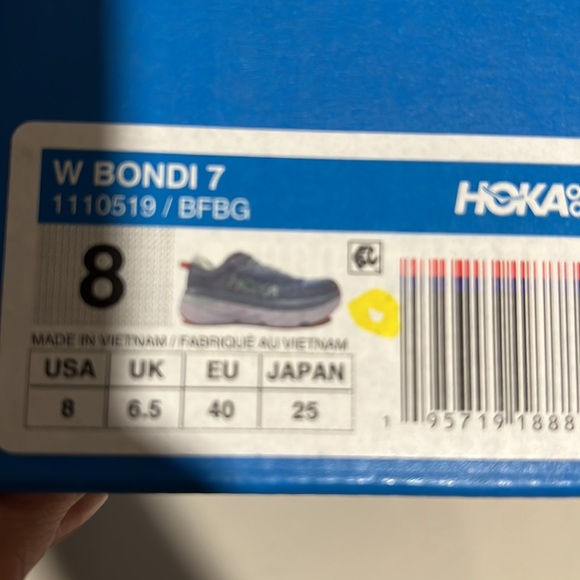 W BONDI 7
1110519 / BFBG
HOKA
8
MADE IN VIETNAM / FABRIQUÉ AU VIETNAM
USA UK EU JAPAN
8 6.5 40 25
1 95719 1888